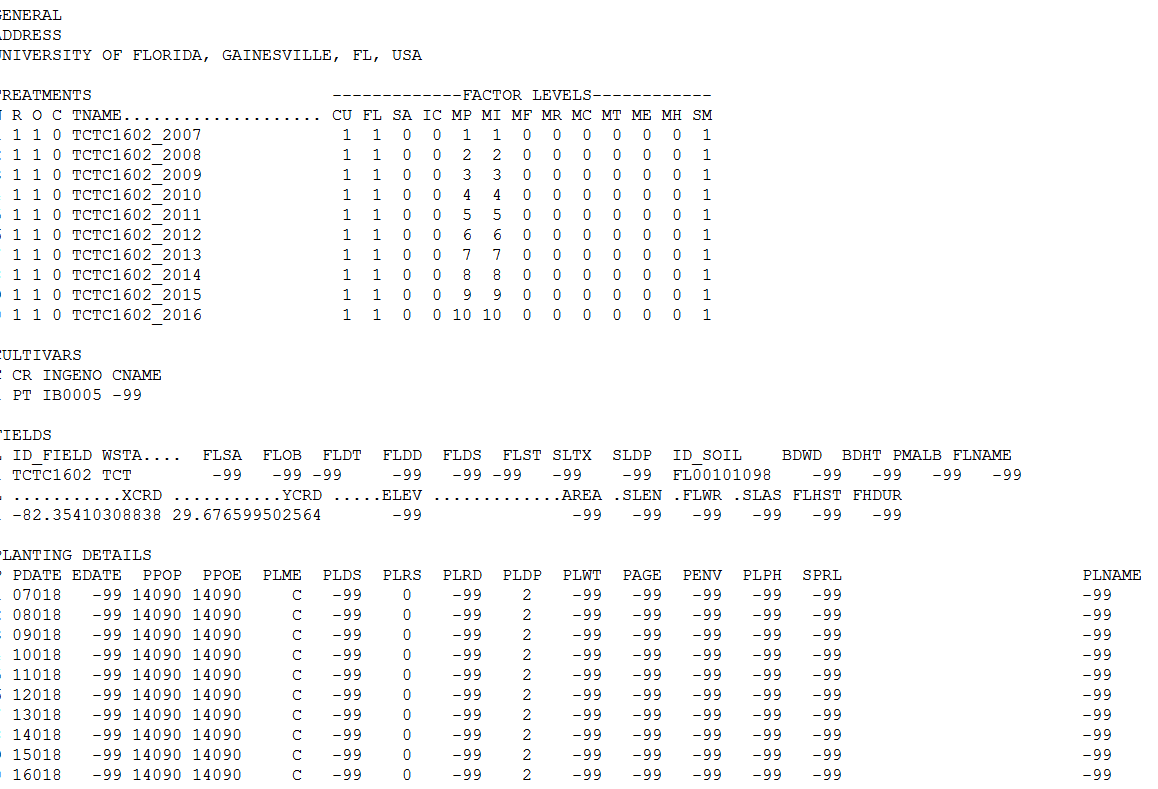 GENERAL
ADDRESS
UNIVERSITY OF FLORIDA, GAINESVILLE, FL, USA
TREATMENTS -------------FACTOR LEVELS------------
R O C TNAME.................... CU FL SA IC MP MI MF MR MC MT ME MH SM
1 1 0 TCTC1602_2007 1 1 0 0 1 1 0 0 0 0 0 0 1
1 1 0 TCTC1602_2008 1 1 0 0 2 2 0 0 0 0 0 0 1
1 1 0 TCTC1602_2009 1 1 0 0 3 3 0 0 0 0 0 0 1
1 1 0 TCTC1602_2010 1 1 0 0 4 4 0 0 0 0 0 0 1
1 1 0 TCTC1602_2011 1 1 0 0 5 5 0 0 0 0 0 0 1
1 1 0 TCTC1602_2012 1 1 0 0 6 6 0 0 0 0 0 0 1
1 1 0 TCTC1602_2013 1 1 0 0 7 7 0 0 0 0 0 0 1
1 1 0 TCTC1602_2014 1 1 0 0 8 8 0 0 0 0 0 0 1
1 1 0 TCTC1602_2015 1 1 0 0 9 9 0 0 0 0 0 0 1
1 1 0 TCTC1602_2016 1 1 0 0 10 10 0 0 0 0 0 0 1
CULTIVARS
CR INGENO CNAME
PT IB0005 -99
FIELDS
ID_FIELD WSTA.... FLSA FLOB FLDT FLDD FLDS FLST SLTX SLDP ID_SOIL BDWD BDHT PMALB FLNAME
TCTC1602 TCT -99 -99 -99 -99 -99 -99 -99 -99 FL00101098 -99 -99 -99 -99
...........XCRD ...........YCRD .....ELEV .............AREA .SLEN .FLWR .SLAS FLHST FHDUR
-82.35410308838 29.676599502564 -99 -99 -99 -99 -99 -99 -99
PLANTING DETAILS
PDATE EDATE PPOP PPOE PLME PLDS PLRS PLRD PLDP PLWT PAGE PENV PLPH SPRL PLNAME
07018 -99 14090 14090 C -99 0 -99 2 -99 -99 -99 -99 -99 -99
08018 -99 14090 14090 C -99 0 -99 2 -99 -99 -99 -99 -99 -99
09018 -99 14090 14090 C -99 0 -99 2 -99 -99 -99 -99 -99 -99
10018 -99 14090 14090 C -99 0 -99 2 -99 -99 -99 -99 -99 -99
11018 -99 14090 14090 C -99 0 -99 2 -99 -99 -99 -99 -99 -99
12018 -99 14090 14090 C -99 0 -99 2 -99 -99 -99 -99 -99 -99
13018 -99 14090 14090 C -99 0 -99 2 -99 -99 -99 -99 -99 -99
14018 -99 14090 14090 C -99 0 -99 2 -99 -99 -99 -99 -99 -99
15018 -99 14090 14090 C -99 0 -99 2 -99 -99 -99 -99 -99 -99
16018 -99 14090 14090 C -99 0 -99 2 -99 -99 -99 -99 -99 -99